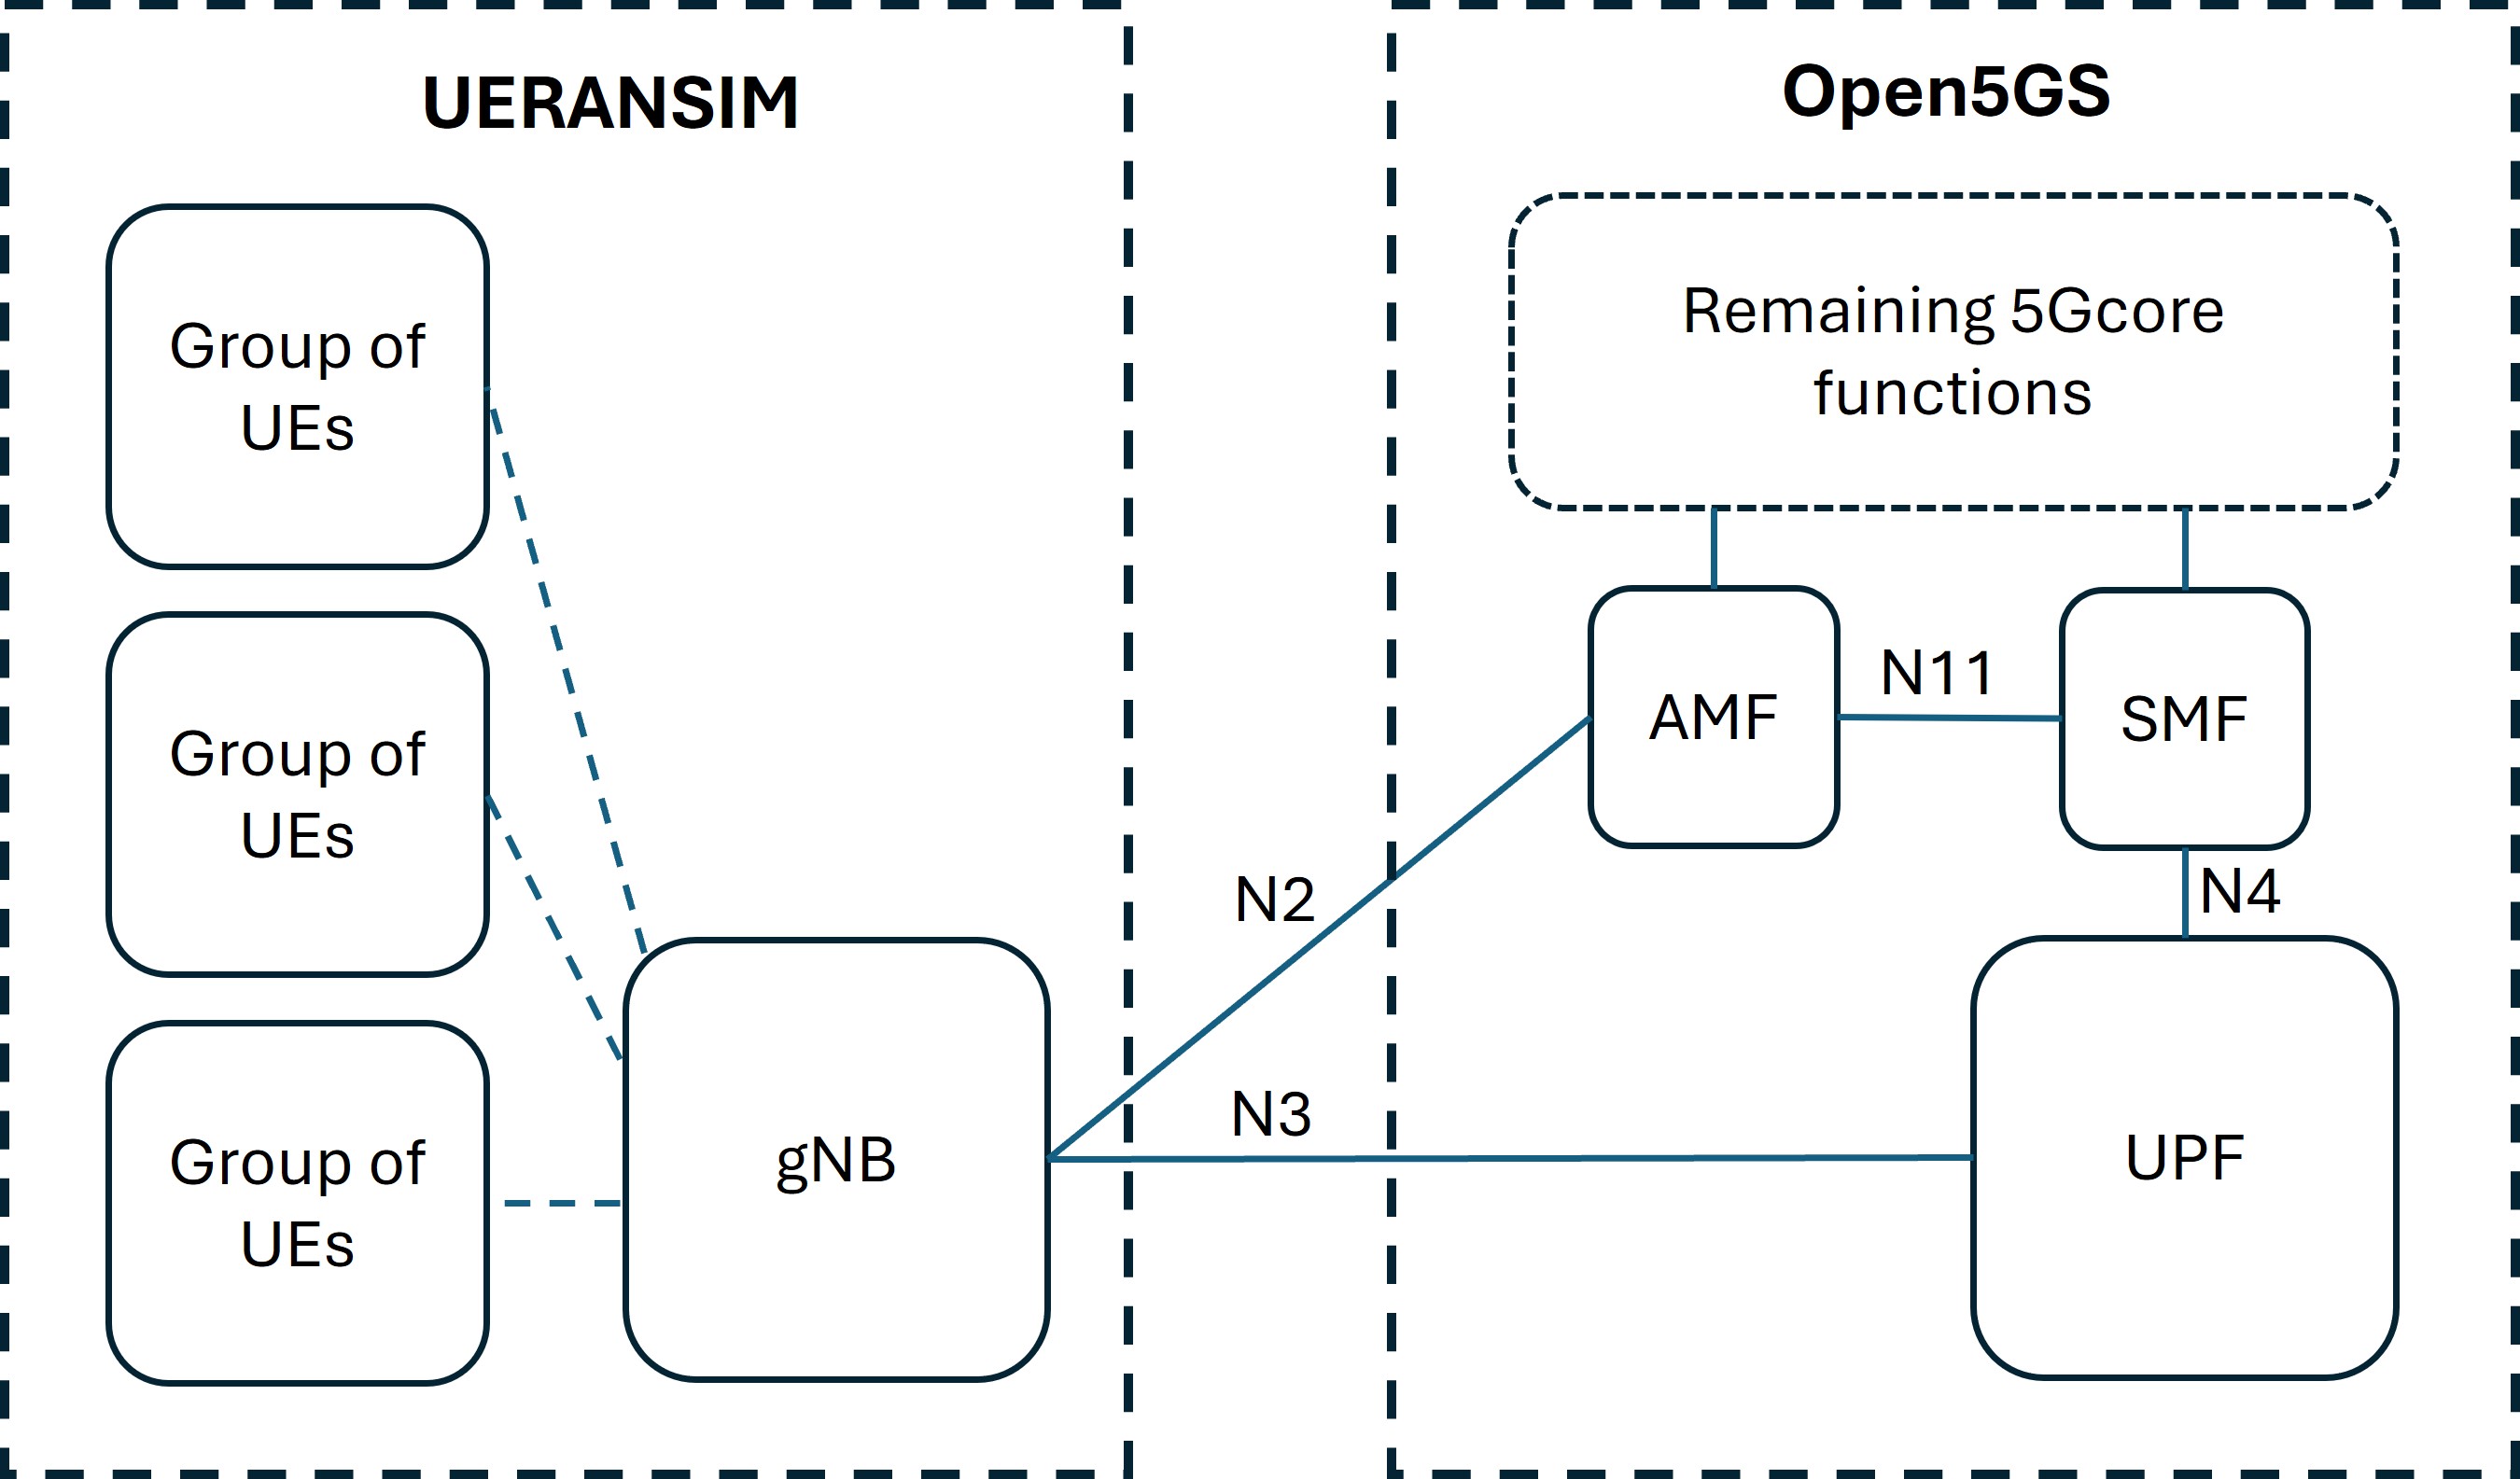 UERANSIM
Group of
UEs
Group of
UEs
Group of
UEs
gNB
N2
N3
Open5GS
Remaining 5Gcore
functions
AMF
N11
SMF
N4
UPF